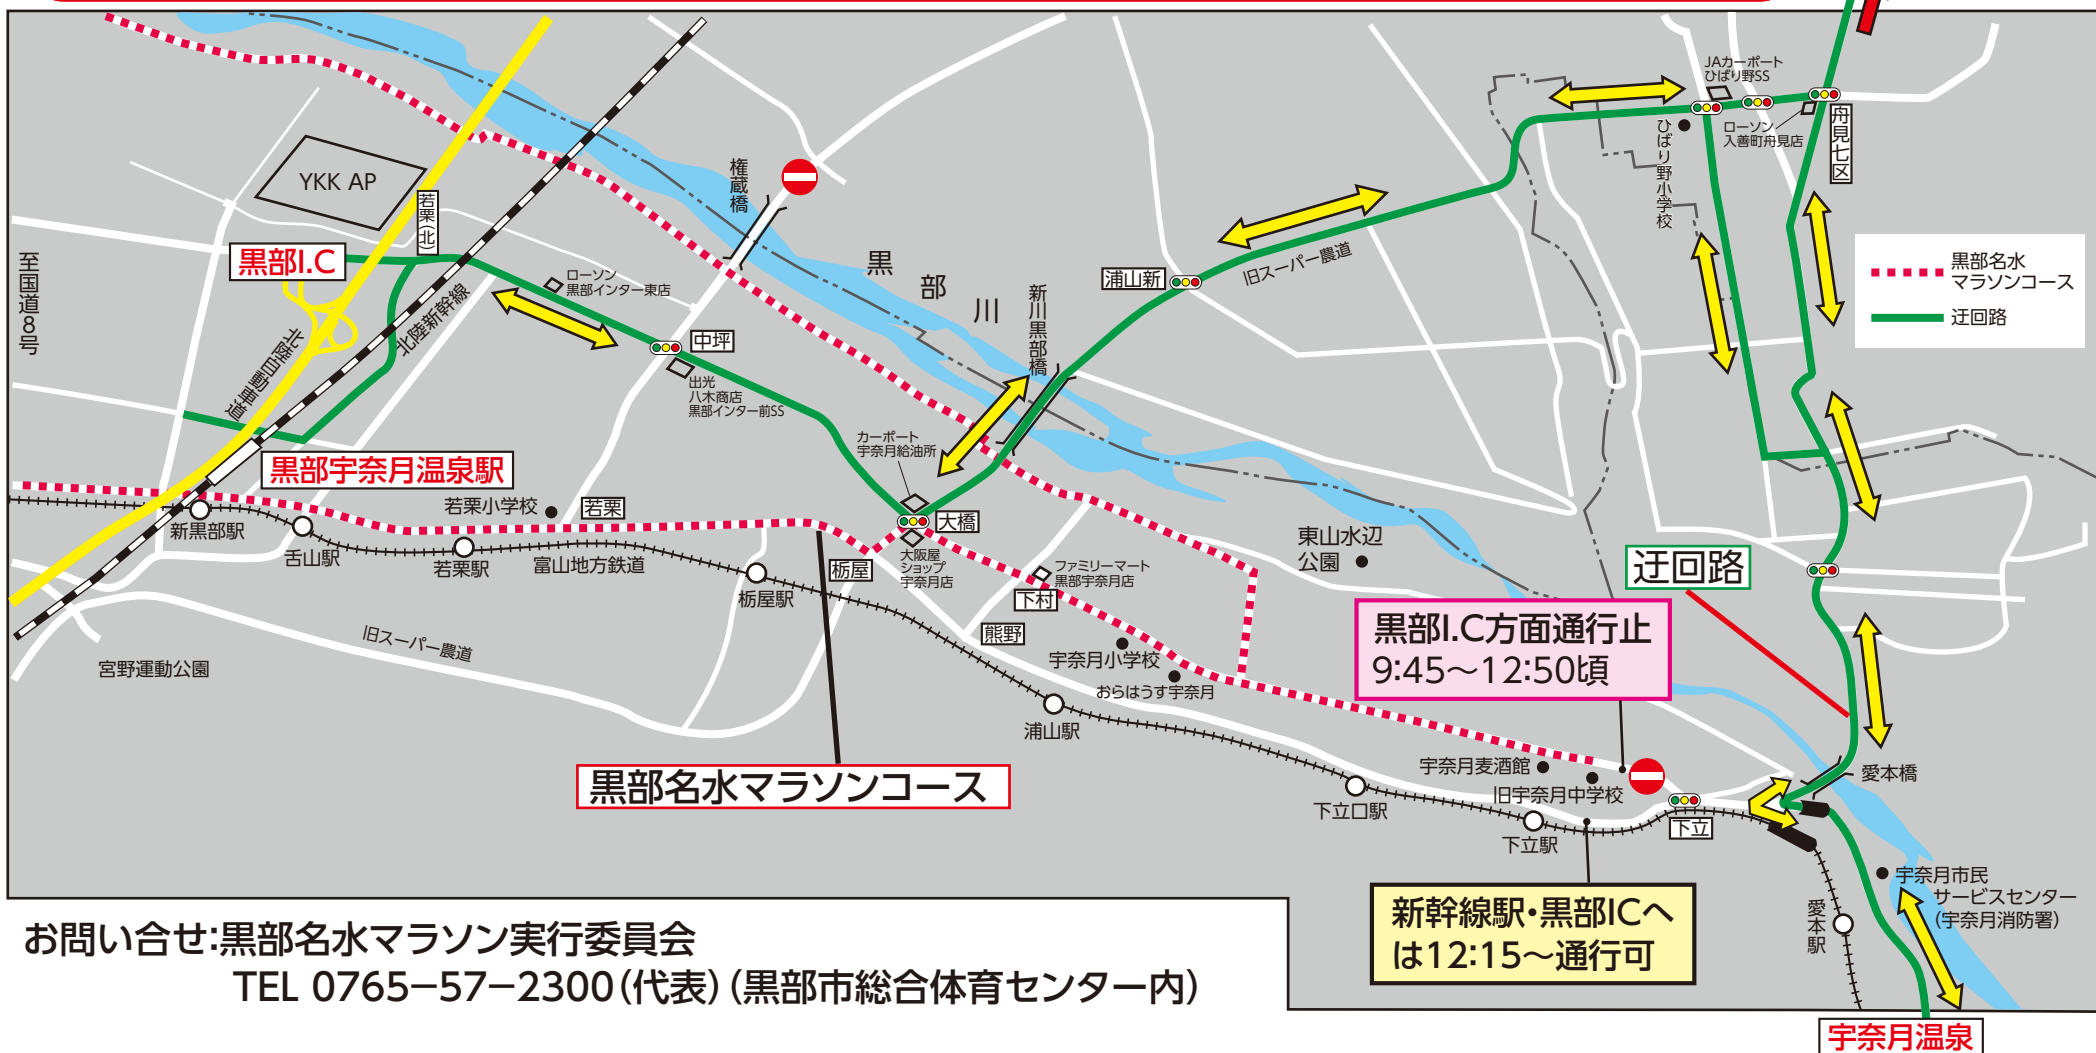 JAカーポート
ひばり野SS
ローソン
入善町舟見店
ひばり野小学校
舟見七区
YKK AP
若栗(北)
権蔵橋
至国道8号
黒部I.C
ローソン
黒部インター東店
北陸新幹線
北陸自動車道
中坪
出光
八木商店
黒部インター前SS
黒部川
新川黒部橋
浦山新
旧スーパー農道
黒部名水
マラソンコース
迂回路
カーポート
宇奈月給油所
黒部宇奈月温泉駅
若栗小学校
若栗
新黒部駅
舌山駅
若栗駅
富山地方鉄道
栃屋駅
栃屋
大橋
大阪屋
ショップ
宇奈月店
ファミリーマート
黒部宇奈月店
下村
熊野
東山水辺
公園
迂回路
宇奈月小学校
おらはうす宇奈月
旧スーパー農道
宮野運動公園
浦山駅
黒部I.C方面通行止
9:45～12:50頃
黒部名水マラソンコース
宇奈月麦酒館
旧宇奈月中学校
下立口駅
下立駅
下立
愛本橋
宇奈月市民
サービスセンター
(宇奈月消防署)
愛本駅
新幹線駅・黒部ICへ
は12:15～通行可
お問い合せ:黒部名水マラソン実行委員会
TEL 0765−57−2300(代表)(黒部市総合体育センター内)
宇奈月温泉